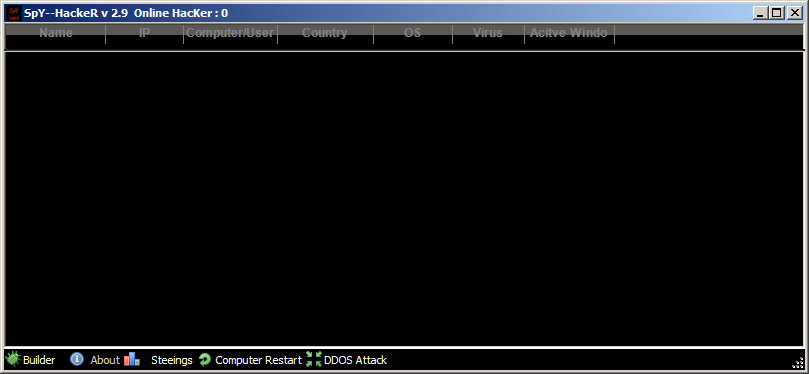 SpY--HackeR v 2.9 Online HacKer : 0
Name IP Computer/User Country OS Virus Acitve Windo
Builder About Steeings Computer Restart DDOS Attack